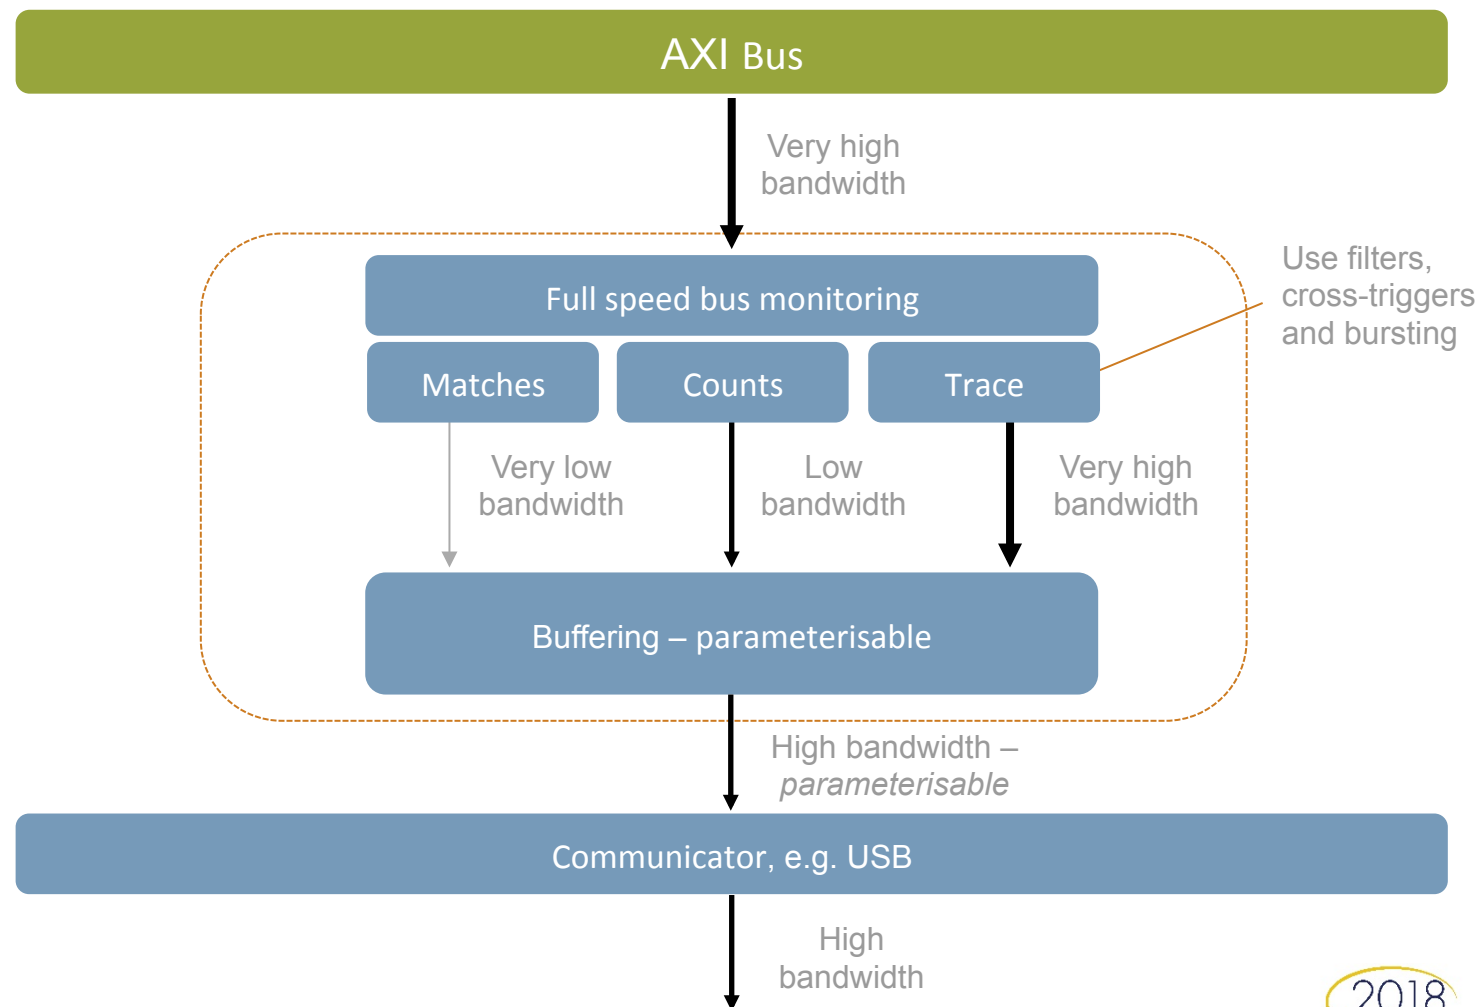 AXI Bus
Very high
bandwidth
Use filters,
cross-triggers
and bursting
Full speed bus monitoring
Matches
Counts
Trace
Very low
bandwidth
Low
bandwidth
Very high
bandwidth
Buffering – parameterisable
High bandwidth –
parameterisable
Communicator, e.g. USB
High
bandwidth
2018